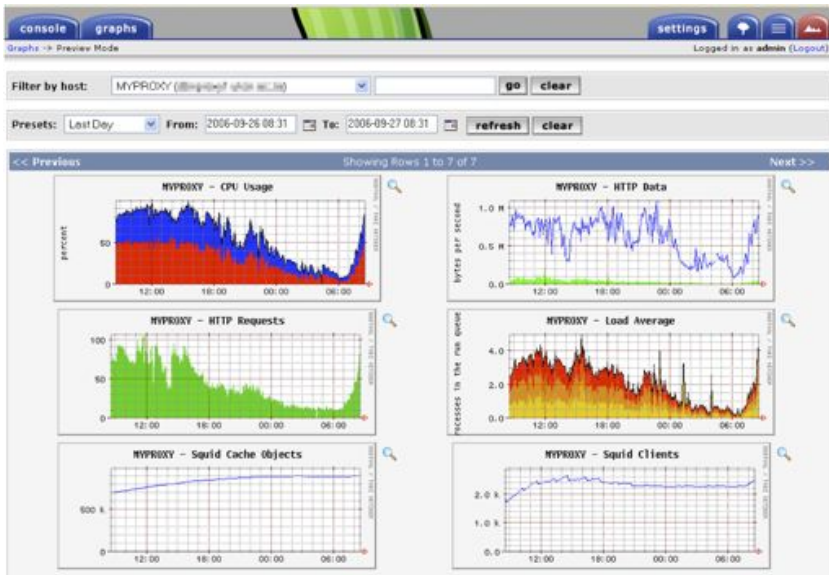 console graphs settings
Graphs -> Preview Mode Logged in as admin (Logout)
Filter by host: MYPROXY go clear
Presets: Last Day From: 2006-09-26 08:31 To: 2006-09-27 08:31 refresh clear
<< Previous Showing Rows 1 to 7 of 7 Next >>
MYPROXY - CPU Usage
percent
50
0
12:00 18:00 00:00 06:00
MYPROXY - HTTP Data
bytes per second
1.0 M
0.5 M
0.0
12:00 18:00 00:00 06:00
MYPROXY - HTTP Requests
100
50
0
12:00 18:00 00:00 06:00
MYPROXY - Load Average
rocesses in the run queue
4.0
2.0
0.0
12:00 18:00 00:00 06:00
MYPROXY - Squid Cache Objects
500 k
0
12:00 18:00 00:00 06:00
MYPROXY - Squid Clients
2.0 k
1.0 k
0.0
12:00 18:00 00:00 06:00